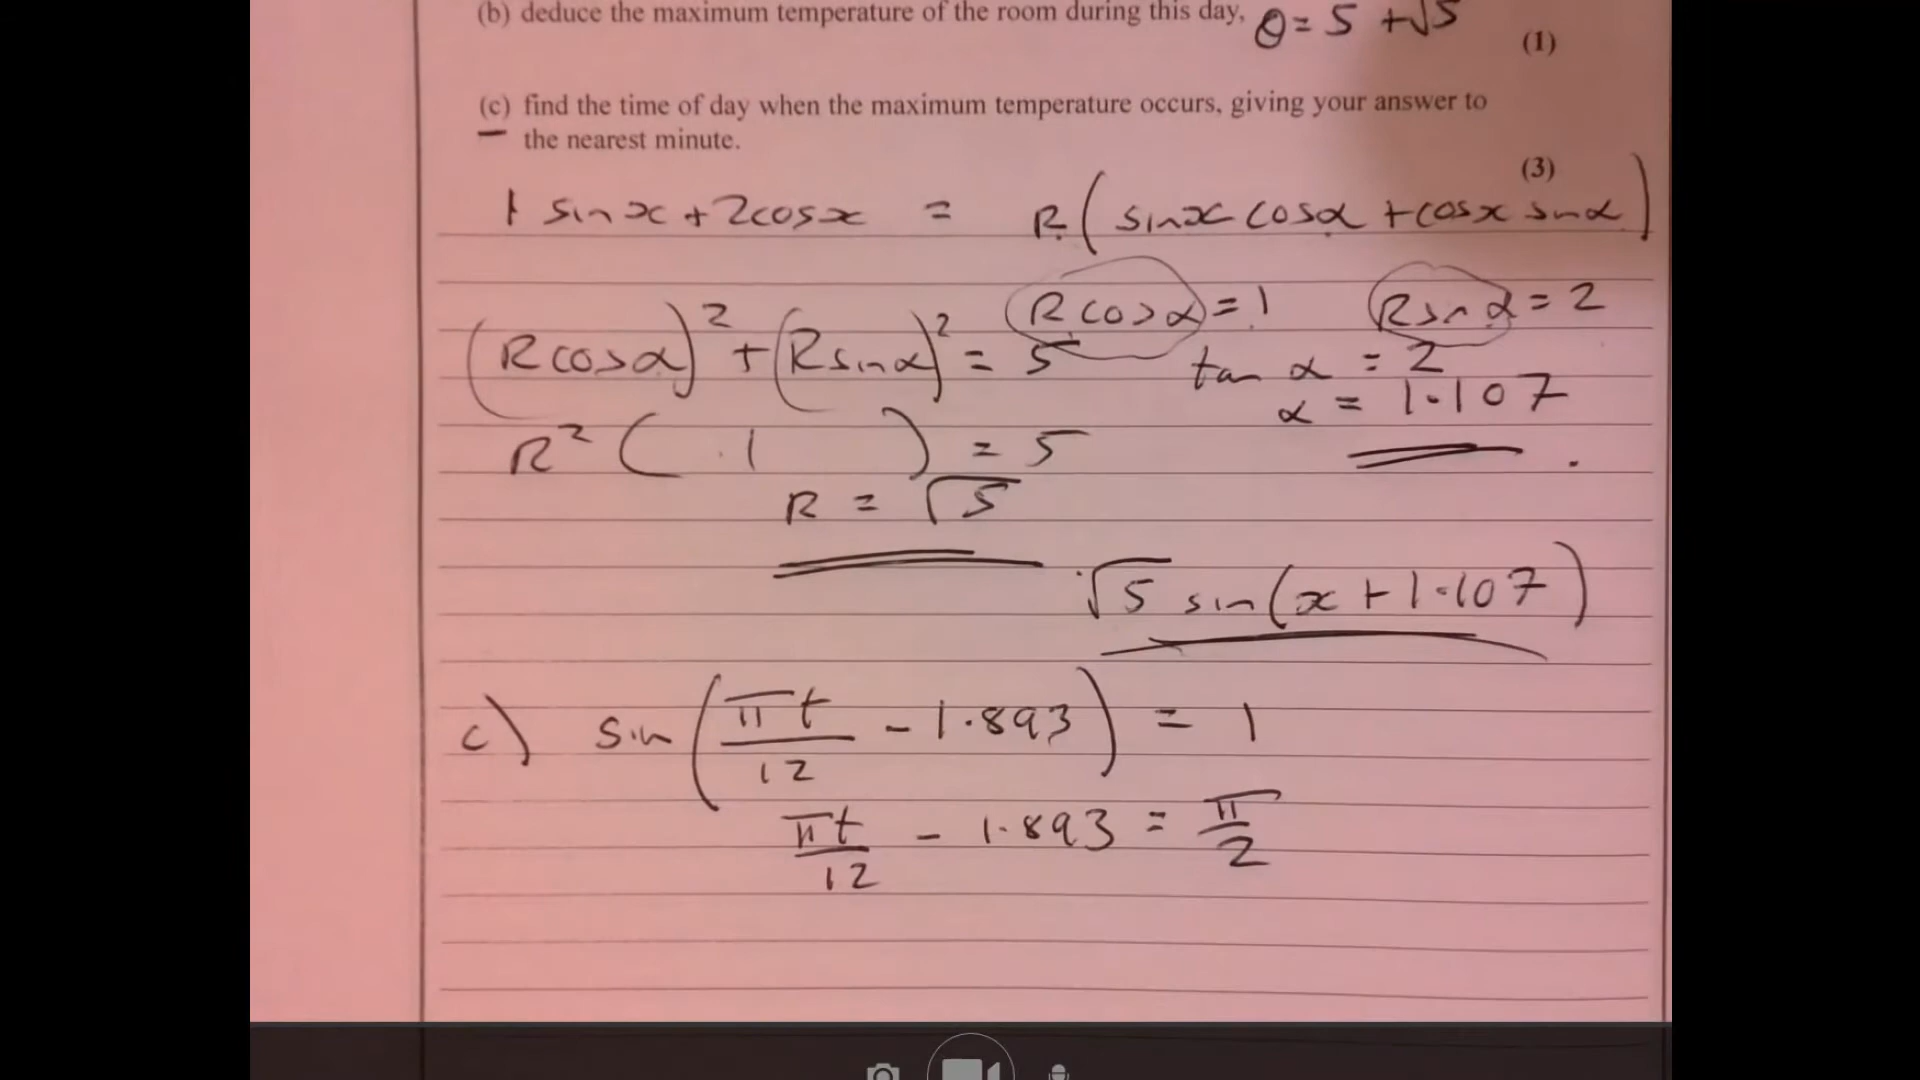 (b) deduce the maximum temperature of the room during this day, θ = 5 + √5
(1)
(c) find the time of day when the maximum temperature occurs, giving your answer to
the nearest minute.
(3)
1 sin x + 2cos x = R (sin x cos α + cos x sin α)
R cos α = 1 R sin α = 2
(R cos α)² + (R sin α)² = 5 tan α = 2
α = 1.107
R² ( 1 ) = 5
R = √5
√5 sin(x + 1.107)
c) sin (πt/12 - 1.893) = 1
πt/12 - 1.893 = π/2